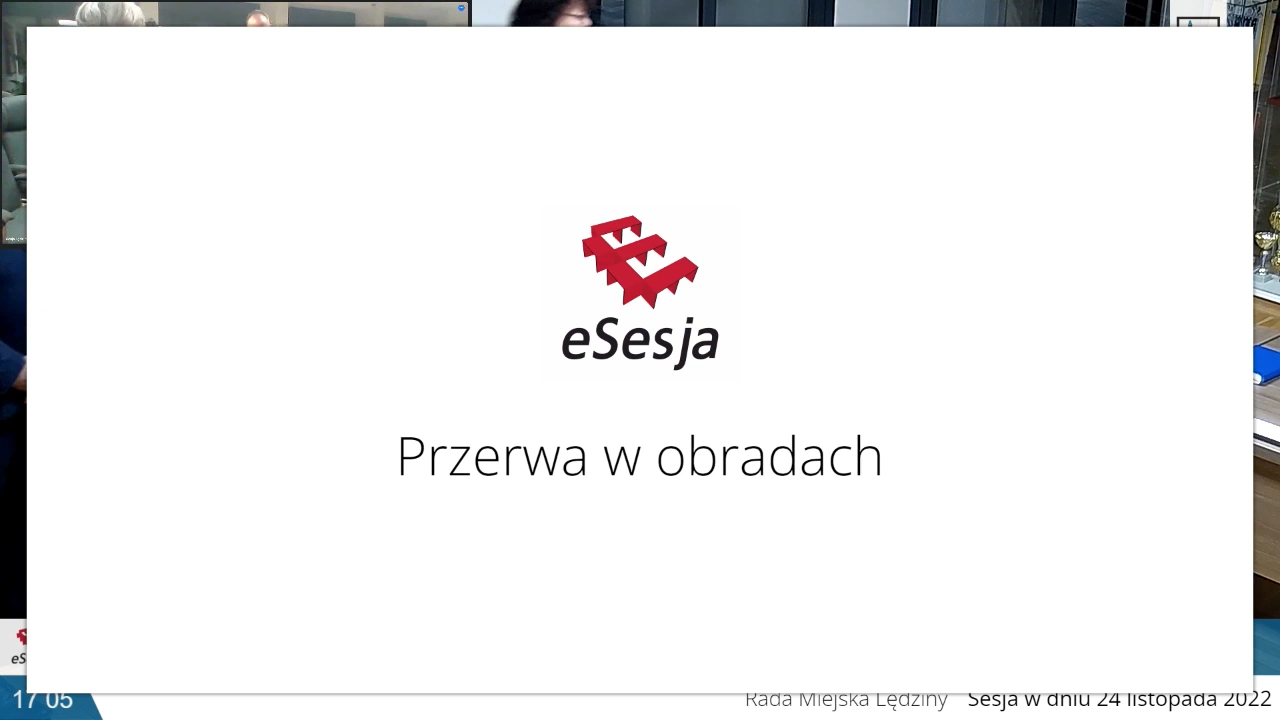 eSesja
Przerwa w obradach
17 05
Rada Miejska Lędziny Sesja w dniu 24 listopada 2022